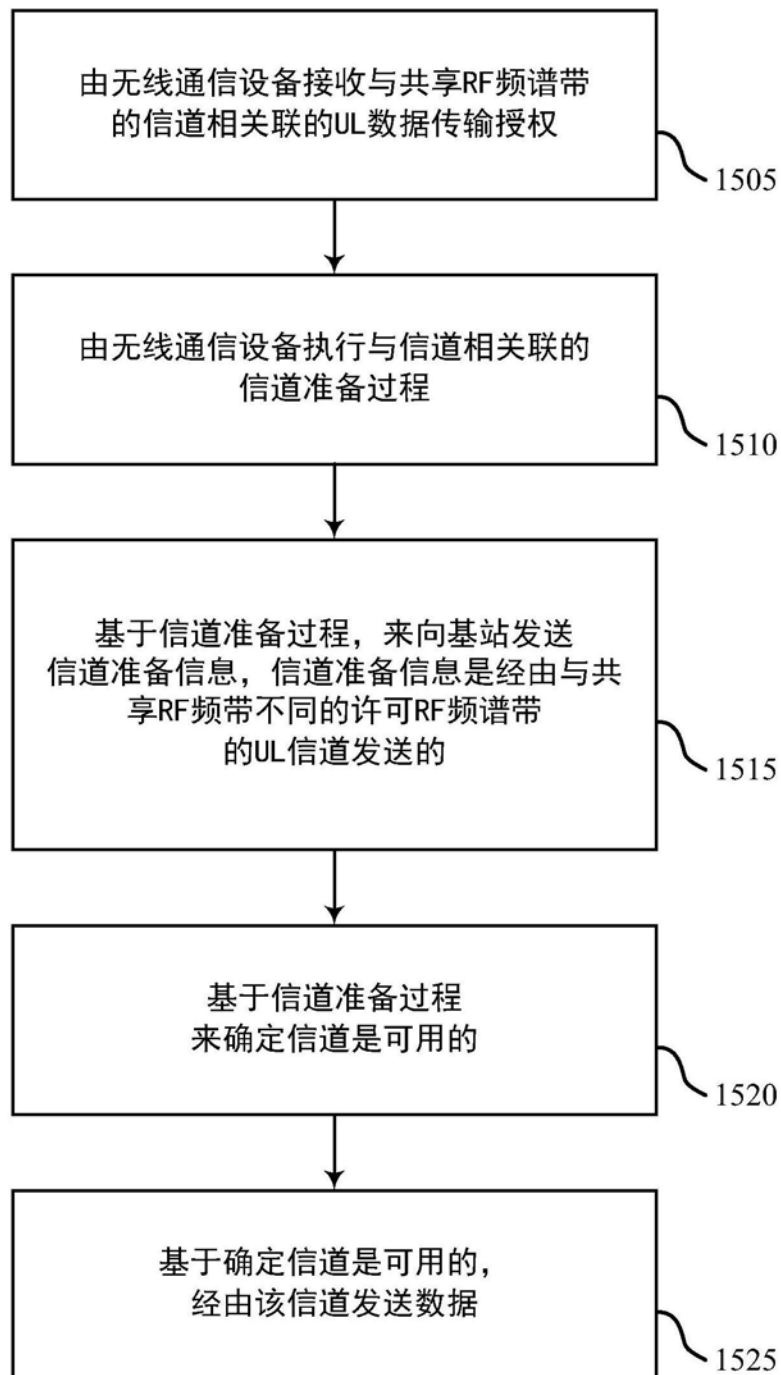 由无线通信设备接收与共享RF频谱带
的信道相关联的UL数据传输授权
1505
由无线通信设备执行与信道相关联的
信道准备过程
1510
基于信道准备过程，来向基站发送
信道准备信息，信道准备信息是经由与共
享RF频带不同的许可RF频谱带
的UL信道发送的
1515
基于信道准备过程
来确定信道是可用的
1520
基于确定信道是可用的，
经由该信道发送数据
1525